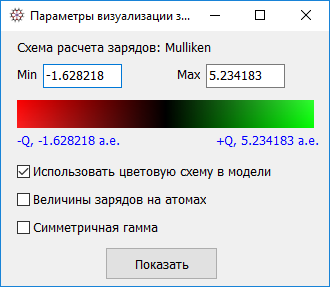 Параметры визуализации з...
Схема расчета зарядов: Mulliken
Min -1.628218 Max 5.234183
-Q, -1.628218 а.е. +Q, 5.234183 а.е.
Использовать цветовую схему в модели
Величины зарядов на атомах
Симметричная гамма
Показать